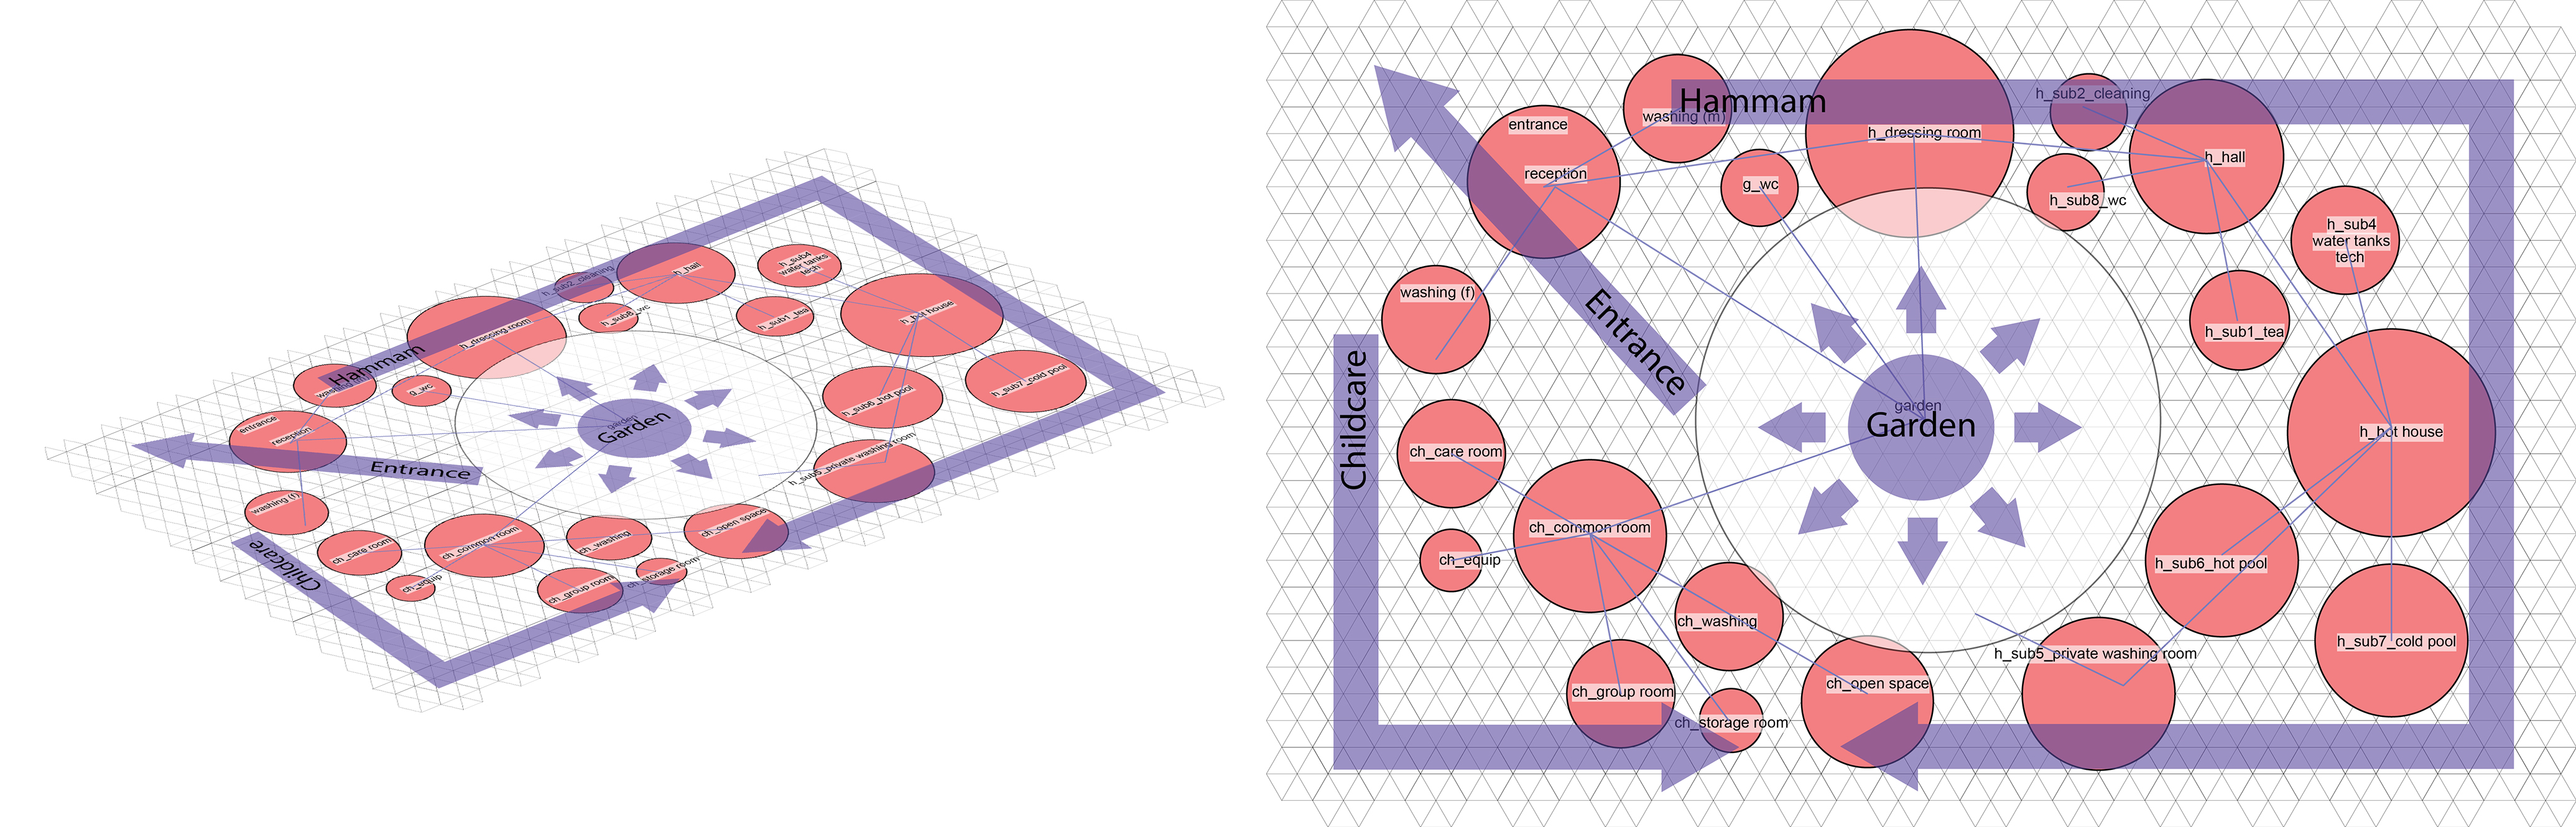 h_sub2_cleaning
h_hall
h_sub4
water tanks
tech
h_hot house
h_sub8_wc
h_sub1_tea
h_dressing room
Hammam
washing (m)
g_wc
h_sub6_hot pool
h_sub7_cold pool
entrance
reception
garden
Garden
Entrance
h_sub5_private washing room
washing (f)
ch_open space
ch_common room
ch_washing
ch_care room
Childcare
ch_equip
ch_group room
ch_storage room
Hammam
washing (m)
entrance
reception
g_wc
h_dressing room
h_sub2_cleaning
h_hall
h_sub8_wc
h_sub4
water tanks
tech
washing (f)
Entrance
h_sub1_tea
Childcare
garden
Garden
h_hot house
ch_care room
ch_common room
ch_equip
h_sub6_hot pool
ch_washing
h_sub7_cold pool
h_sub5_private washing room
ch_group room
ch_open space
ch_storage room